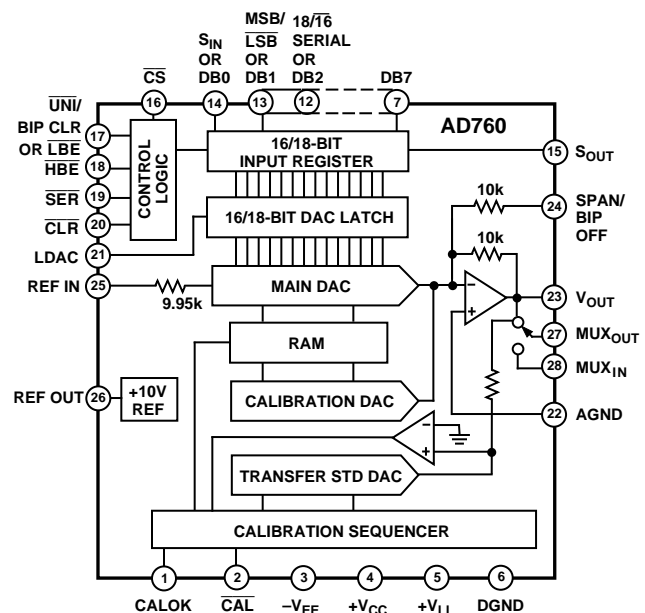 MSB/
LSB
OR
DB1
18/16
SERIAL
OR
DB2
SIN
OR
DB0
CS
DB7
UNI/
BIP CLR
OR LBE
HBE
SER
CLR
LDAC
REF IN
REF OUT
16
14
13
12
7
AD760
17
18
19
20
21
25
26
CONTROL
LOGIC
16/18-BIT
INPUT REGISTER
16/18-BIT DAC LATCH
9.95k
MAIN DAC
RAM
+10V
REF
CALIBRATION DAC
TRANSFER STD DAC
CALIBRATION SEQUENCER
10k
10k
–
+
–
+
15 SOUT
24 SPAN/
BIP
OFF
23 VOUT
27 MUXOUT
28 MUXIN
22 AGND
1
2
3
4
5
6
CALOK
CAL
–VEE
+VCC
+VLL
DGND